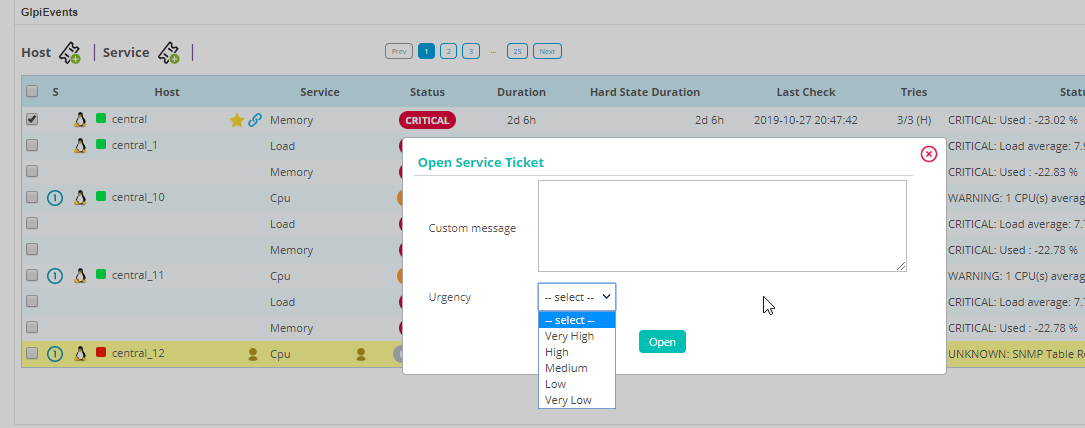 GlpiEvents
Host | Service |
Prev 1 2 3 ... 25 Next
S Host Service Status Duration Hard State Duration Last Check Tries Statu
central Memory CRITICAL 2d 6h 2d 6h 2019-10-27 20:47:42 3/3 (H) CRITICAL: Used : -23.02 %
central_1 Load CRITICAL: Load average: 7.9
Memory CRITICAL: Used : -22.83 %
1 central_10 Cpu WARNING: 1 CPU(s) averag
Load CRITICAL: Load average: 7.7
Memory CRITICAL: Used : -22.78 %
1 central_11 Cpu WARNING: 1 CPU(s) averag
Load CRITICAL: Load average: 7.7
Memory CRITICAL: Used : -22.78 %
1 central_12 Cpu UNKNOWN: SNMP Table Re
Open Service Ticket
Custom message
Urgency -- select --
-- select --
Very High
High
Medium
Low
Very Low
Open